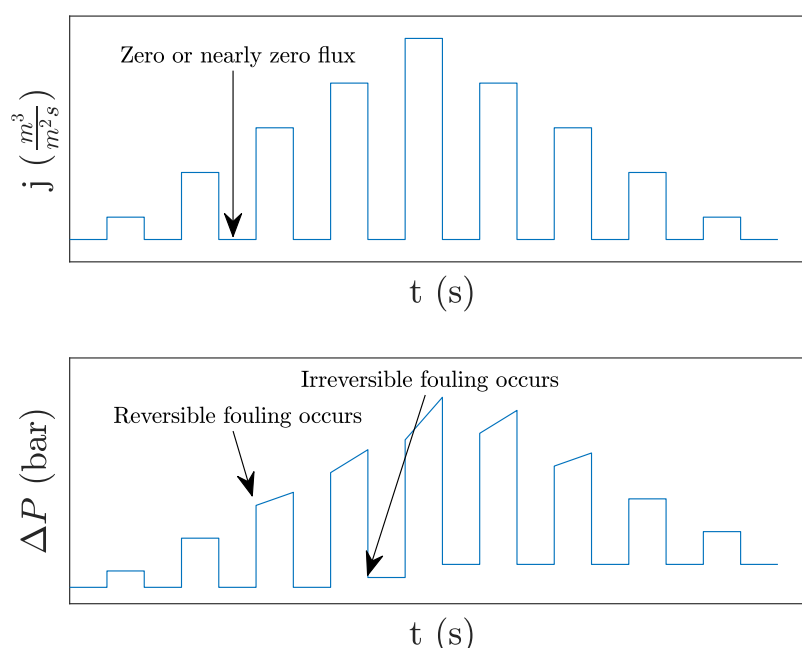 Zero or nearly zero flux
j (m³/m²s)
t (s)
Irreversible fouling occurs
Reversible fouling occurs
ΔP (bar)
t (s)